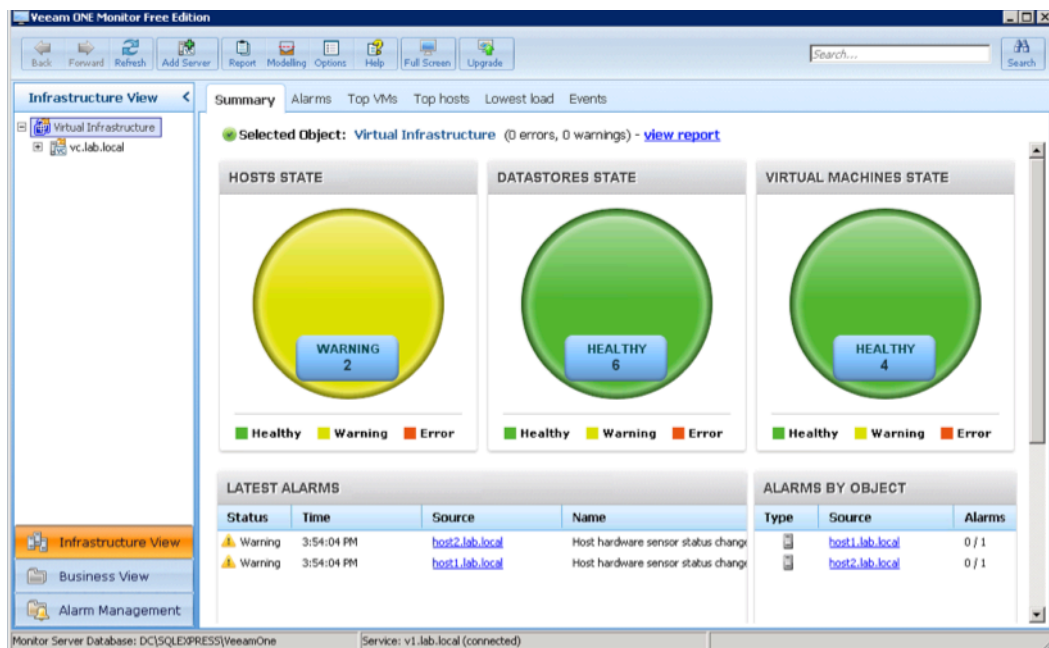 Veeam ONE Monitor Free Edition
Back Forward Refresh Add Server Report Modelling Options Help Full Screen Upgrade Search... Search
Infrastructure View < Summary Alarms Top VMs Top hosts Lowest load Events
Virtual Infrastructure
vc.lab.local
Selected Object: Virtual Infrastructure (0 errors, 0 warnings) - view report
HOSTS STATE DATASTORES STATE VIRTUAL MACHINES STATE
WARNING HEALTHY HEALTHY
2 6 4
Healthy Warning Error Healthy Warning Error Healthy Warning Error
LATEST ALARMS ALARMS BY OBJECT
Status Time Source Name Type Source Alarms
Warning 3:54:04 PM host2.lab.local Host hardware sensor status change host1.lab.local 0 / 1
Warning 3:54:04 PM host1.lab.local Host hardware sensor status change host2.lab.local 0 / 1
Infrastructure View
Business View
Alarm Management
Monitor Server Database: DC\SQLEXPRESS\VeeamOne Service: v1.lab.local (connected)